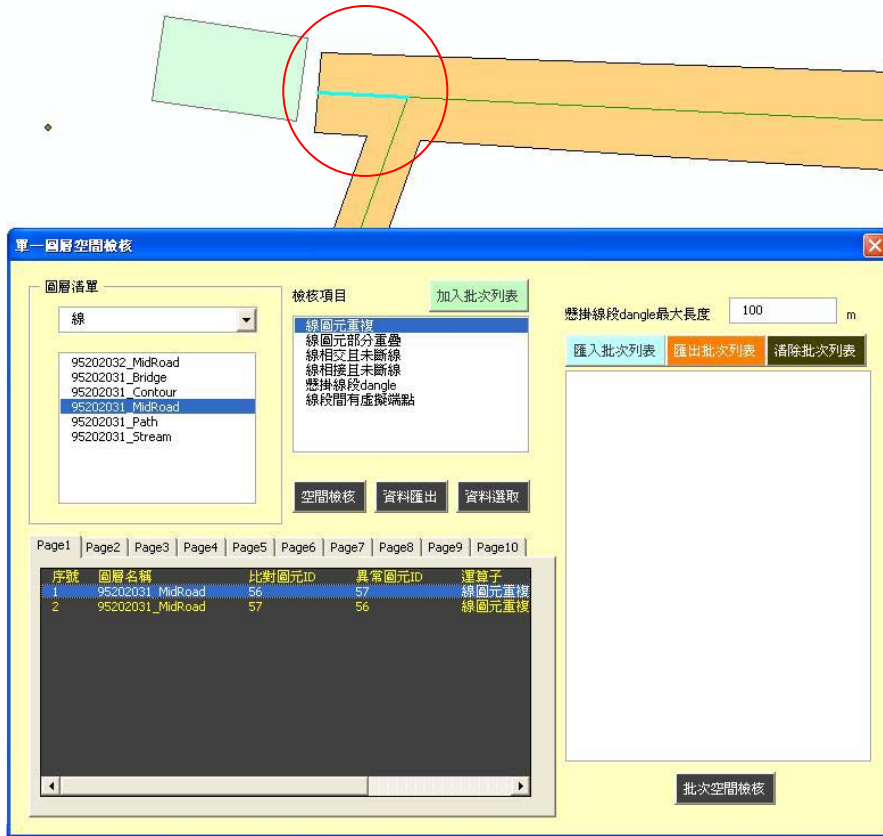 單一圖層空間檢核
圖層清單
線
95202032_MidRoad
95202031_Bridge
95202031_Contour
95202031_MidRoad
95202031_Path
95202031_Stream
檢核項目
加入批次列表
線圖元重複
線圖元部分重疊
線相交且未斷線
線相接且未斷線
懸掛線段dangle
線段間有虛擬端點
空間檢核 資料匯出 資料選取
懸掛線段dangle最大長度 100 m
匯入批次列表 匯出批次列表 清除批次列表
Page1 Page2 Page3 Page4 Page5 Page6 Page7 Page8 Page9 Page10
序號 圖層名稱 比對圖元ID 異常圖元ID 運算子
1 95202031_MidRoad 56 57 線圖元重複
2 95202031_MidRoad 57 56 線圖元重複
批次空間檢核